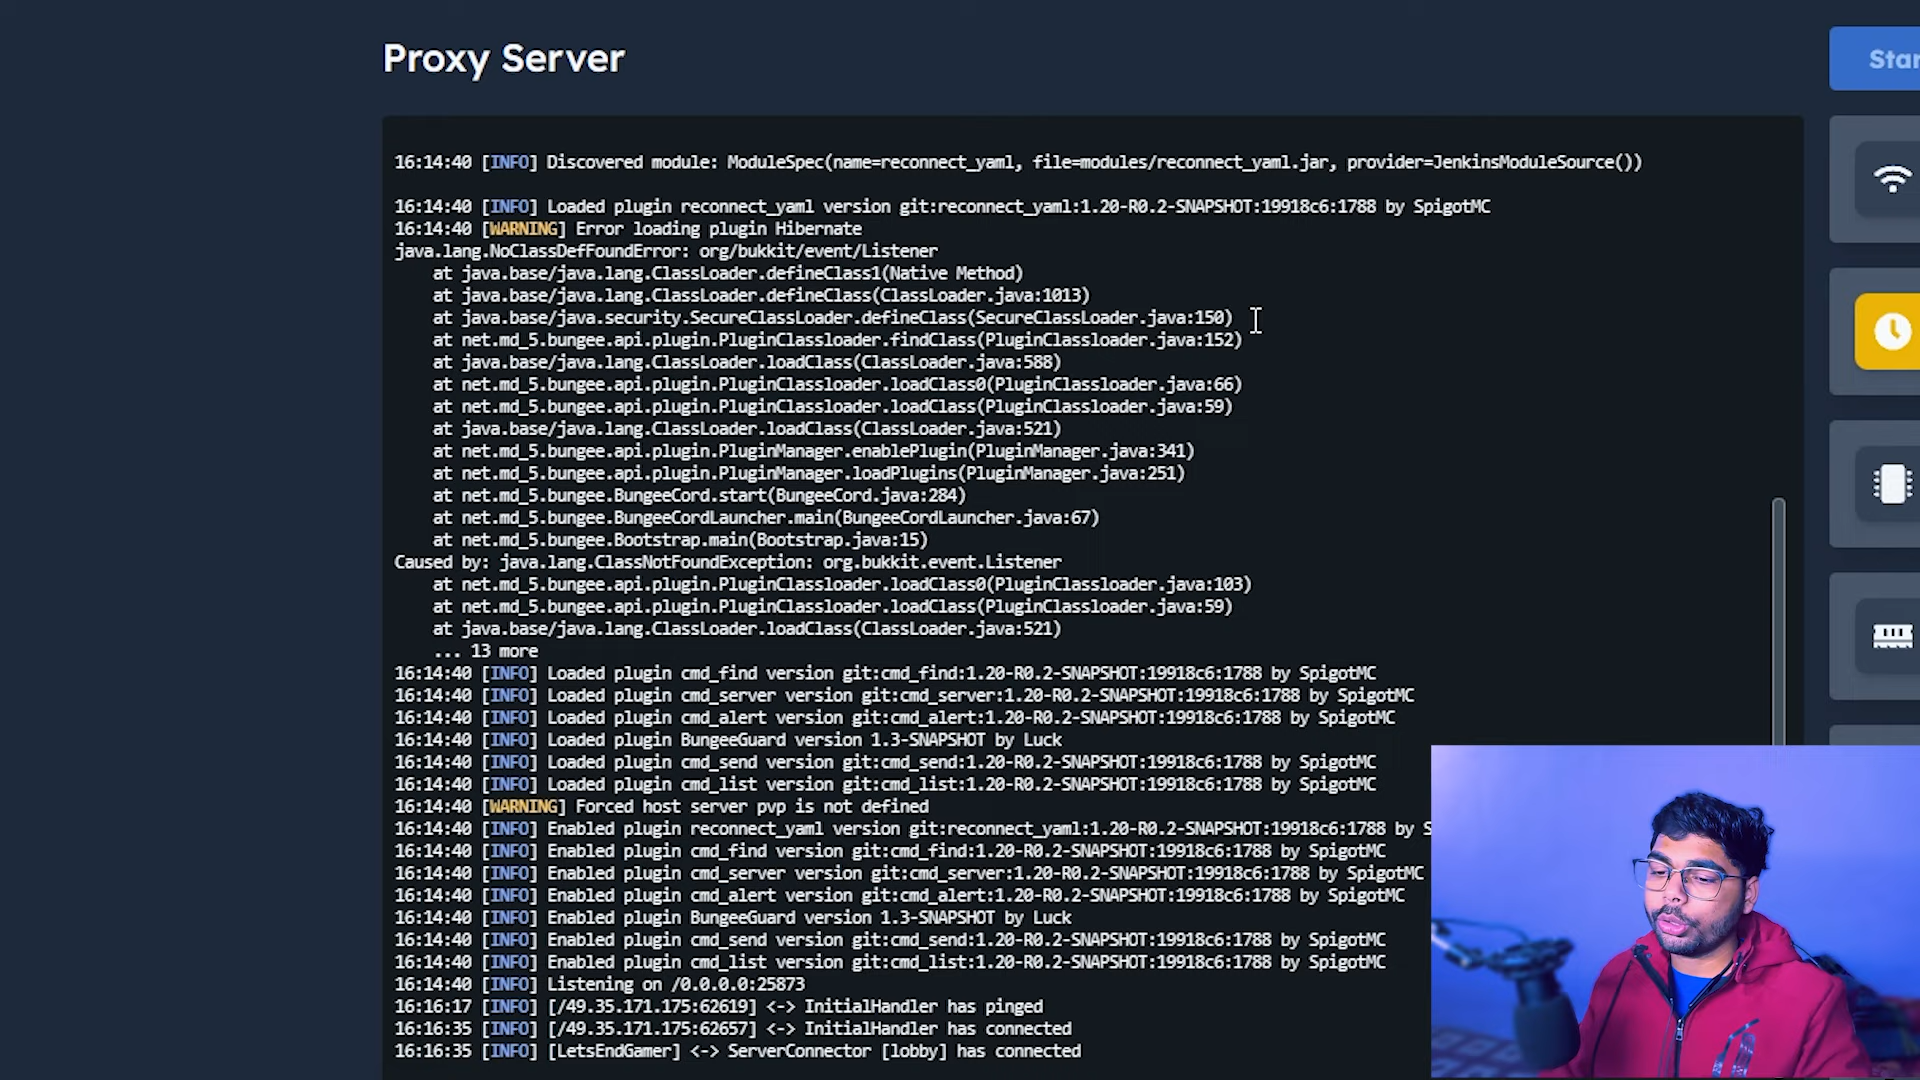 Proxy Server
Star
16:14:40 [INFO] Discovered module: ModuleSpec(name=reconnect_yaml, file=modules/reconnect_yaml.jar, provider=JenkinsModuleSource())
16:14:40 [INFO] Loaded plugin reconnect_yaml version git:reconnect_yaml:1.20-R0.2-SNAPSHOT:19918c6:1788 by SpigotMC
16:14:40 [WARNING] Error loading plugin Hibernate
java.lang.NoClassDefFoundError: org/bukkit/event/Listener
at java.base/java.lang.ClassLoader.defineClass1(Native Method)
at java.base/java.lang.ClassLoader.defineClass(ClassLoader.java:1013)
at java.base/java.security.SecureClassLoader.defineClass(SecureClassLoader.java:150)
at net.md_5.bungee.api.plugin.PluginClassloader.findClass(PluginClassloader.java:152)
at java.base/java.lang.ClassLoader.loadClass(ClassLoader.java:588)
at net.md_5.bungee.api.plugin.PluginClassloader.loadClass0(PluginClassloader.java:66)
at net.md_5.bungee.api.plugin.PluginClassloader.loadClass(PluginClassloader.java:59)
at java.base/java.lang.ClassLoader.loadClass(ClassLoader.java:521)
at net.md_5.bungee.api.plugin.PluginManager.enablePlugin(PluginManager.java:341)
at net.md_5.bungee.api.plugin.PluginManager.loadPlugins(PluginManager.java:251)
at net.md_5.bungee.BungeeCord.start(BungeeCord.java:284)
at net.md_5.bungee.BungeeCordLauncher.main(BungeeCordLauncher.java:67)
at net.md_5.bungee.Bootstrap.main(Bootstrap.java:15)
Caused by: java.lang.ClassNotFoundException: org.bukkit.event.Listener
at net.md_5.bungee.api.plugin.PluginClassloader.loadClass0(PluginClassloader.java:103)
at net.md_5.bungee.api.plugin.PluginClassloader.loadClass(PluginClassloader.java:59)
at java.base/java.lang.ClassLoader.loadClass(ClassLoader.java:521)
... 13 more
16:14:40 [INFO] Loaded plugin cmd_find version git:cmd_find:1.20-R0.2-SNAPSHOT:19918c6:1788 by SpigotMC
16:14:40 [INFO] Loaded plugin cmd_server version git:cmd_server:1.20-R0.2-SNAPSHOT:19918c6:1788 by SpigotMC
16:14:40 [INFO] Loaded plugin cmd_alert version git:cmd_alert:1.20-R0.2-SNAPSHOT:19918c6:1788 by SpigotMC
16:14:40 [INFO] Loaded plugin BungeeGuard version 1.3-SNAPSHOT by Luck
16:14:40 [INFO] Loaded plugin cmd_send version git:cmd_send:1.20-R0.2-SNAPSHOT:19918c6:1788 by SpigotMC
16:14:40 [INFO] Loaded plugin cmd_list version git:cmd_list:1.20-R0.2-SNAPSHOT:19918c6:1788 by SpigotMC
16:14:40 [WARNING] Forced host server pvp is not defined
16:14:40 [INFO] Enabled plugin reconnect_yaml version git:reconnect_yaml:1.20-R0.2-SNAPSHOT:19918c6:1788 by S
16:14:40 [INFO] Enabled plugin cmd_find version git:cmd_find:1.20-R0.2-SNAPSHOT:19918c6:1788 by SpigotMC
16:14:40 [INFO] Enabled plugin cmd_server version git:cmd_server:1.20-R0.2-SNAPSHOT:19918c6:1788 by SpigotMC
16:14:40 [INFO] Enabled plugin cmd_alert version git:cmd_alert:1.20-R0.2-SNAPSHOT:19918c6:1788 by SpigotMC
16:14:40 [INFO] Enabled plugin BungeeGuard version 1.3-SNAPSHOT by Luck
16:14:40 [INFO] Enabled plugin cmd_send version git:cmd_send:1.20-R0.2-SNAPSHOT:19918c6:1788 by SpigotMC
16:14:40 [INFO] Enabled plugin cmd_list version git:cmd_list:1.20-R0.2-SNAPSHOT:19918c6:1788 by SpigotMC
16:14:40 [INFO] Listening on /0.0.0.0:25873
16:16:17 [INFO] [/49.35.171.175:62619] <-> InitialHandler has pinged
16:16:35 [INFO] [/49.35.171.175:62657] <-> InitialHandler has connected
16:16:35 [INFO] [LetsEndGamer] <-> ServerConnector [lobby] has connected